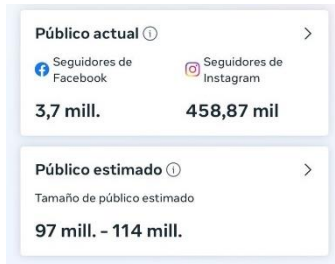 Público actual
Seguidores de Facebook
3,7 mill.
Seguidores de Instagram
458,87 mil
Público estimado
Tamaño de público estimado
97 mill. - 114 mill.